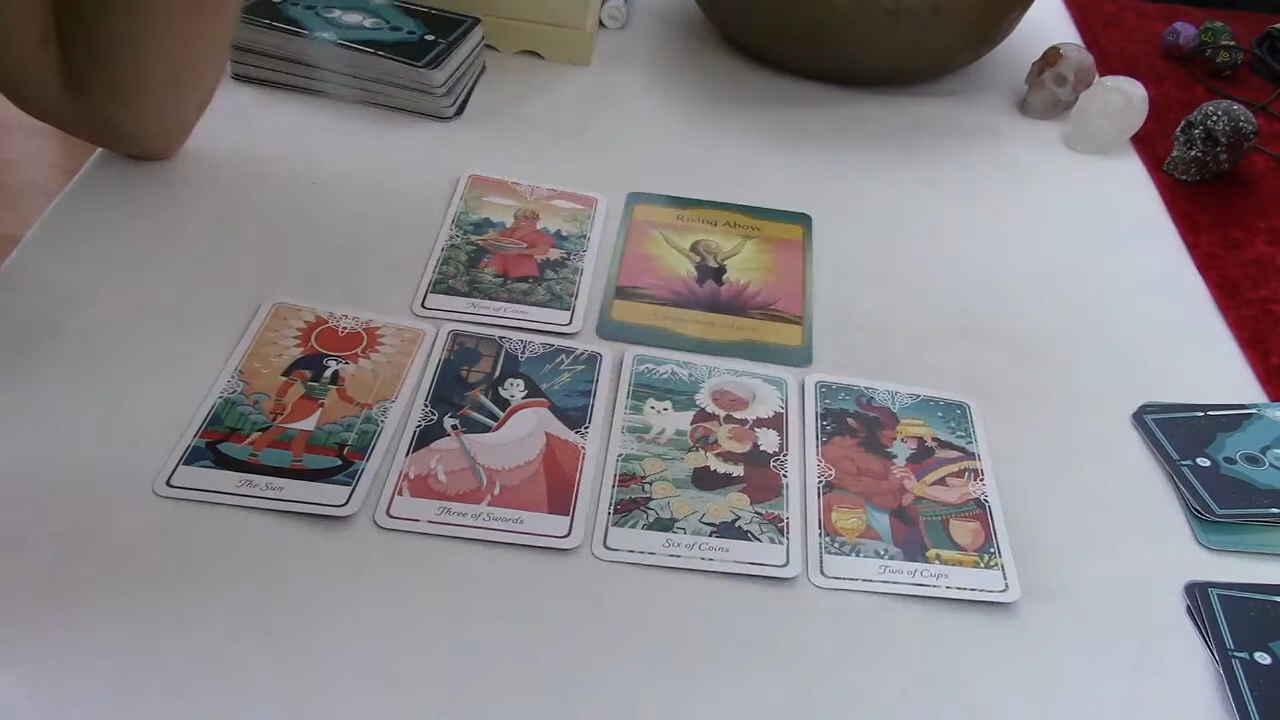 Nine of Coins
Rising Above
The Sun
Three of Swords
Six of Coins
Two of Cups